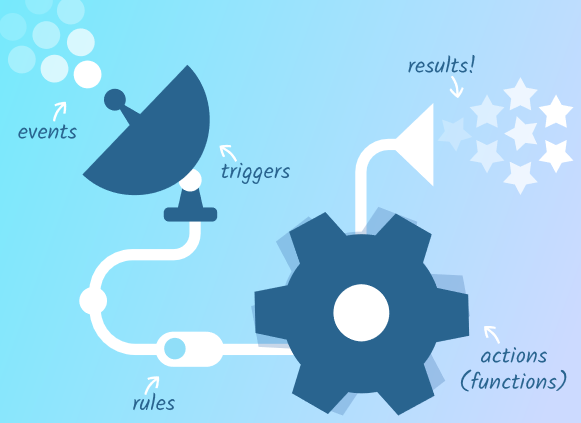 results!
events
triggers
actions
(functions)
rules